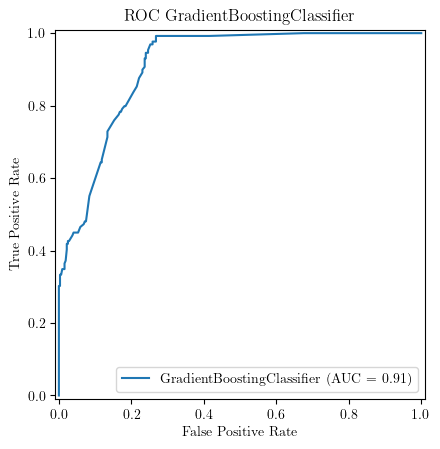 ROC GradientBoostingClassifier
True Positive Rate
1.0
0.8
0.6
0.4
0.2
0.0
GradientBoostingClassifier (AUC = 0.91)
0.0 0.2 0.4 0.6 0.8 1.0
False Positive Rate